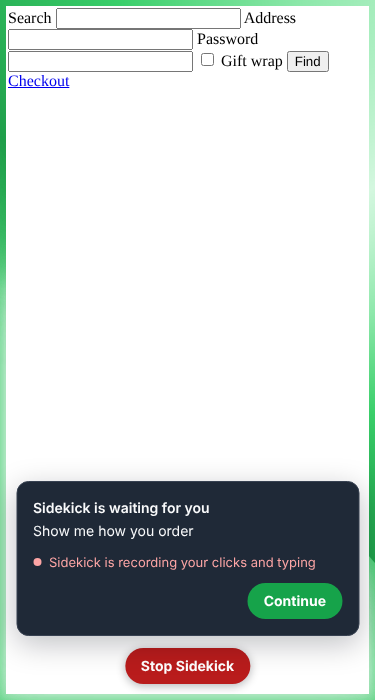 Search Address
Password
Gift wrap Find
Checkout
Sidekick is waiting for you
Show me how you order
Sidekick is recording your clicks and typing
Continue
Stop Sidekick